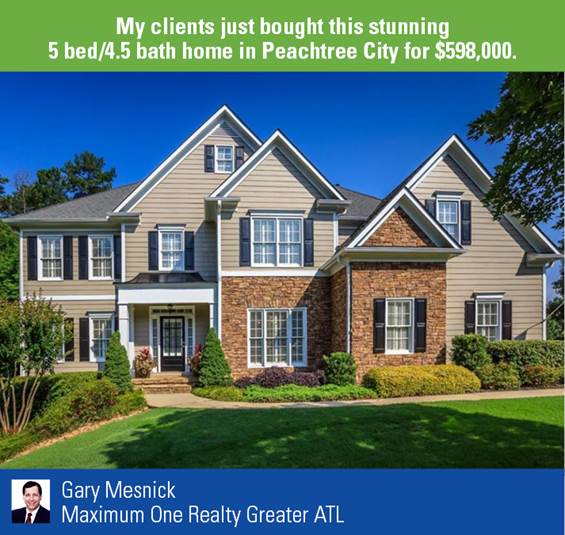 My clients just bought this stunning
5 bed/4.5 bath home in Peachtree City for $598,000.
Gary Mesnick
Maximum One Realty Greater ATL